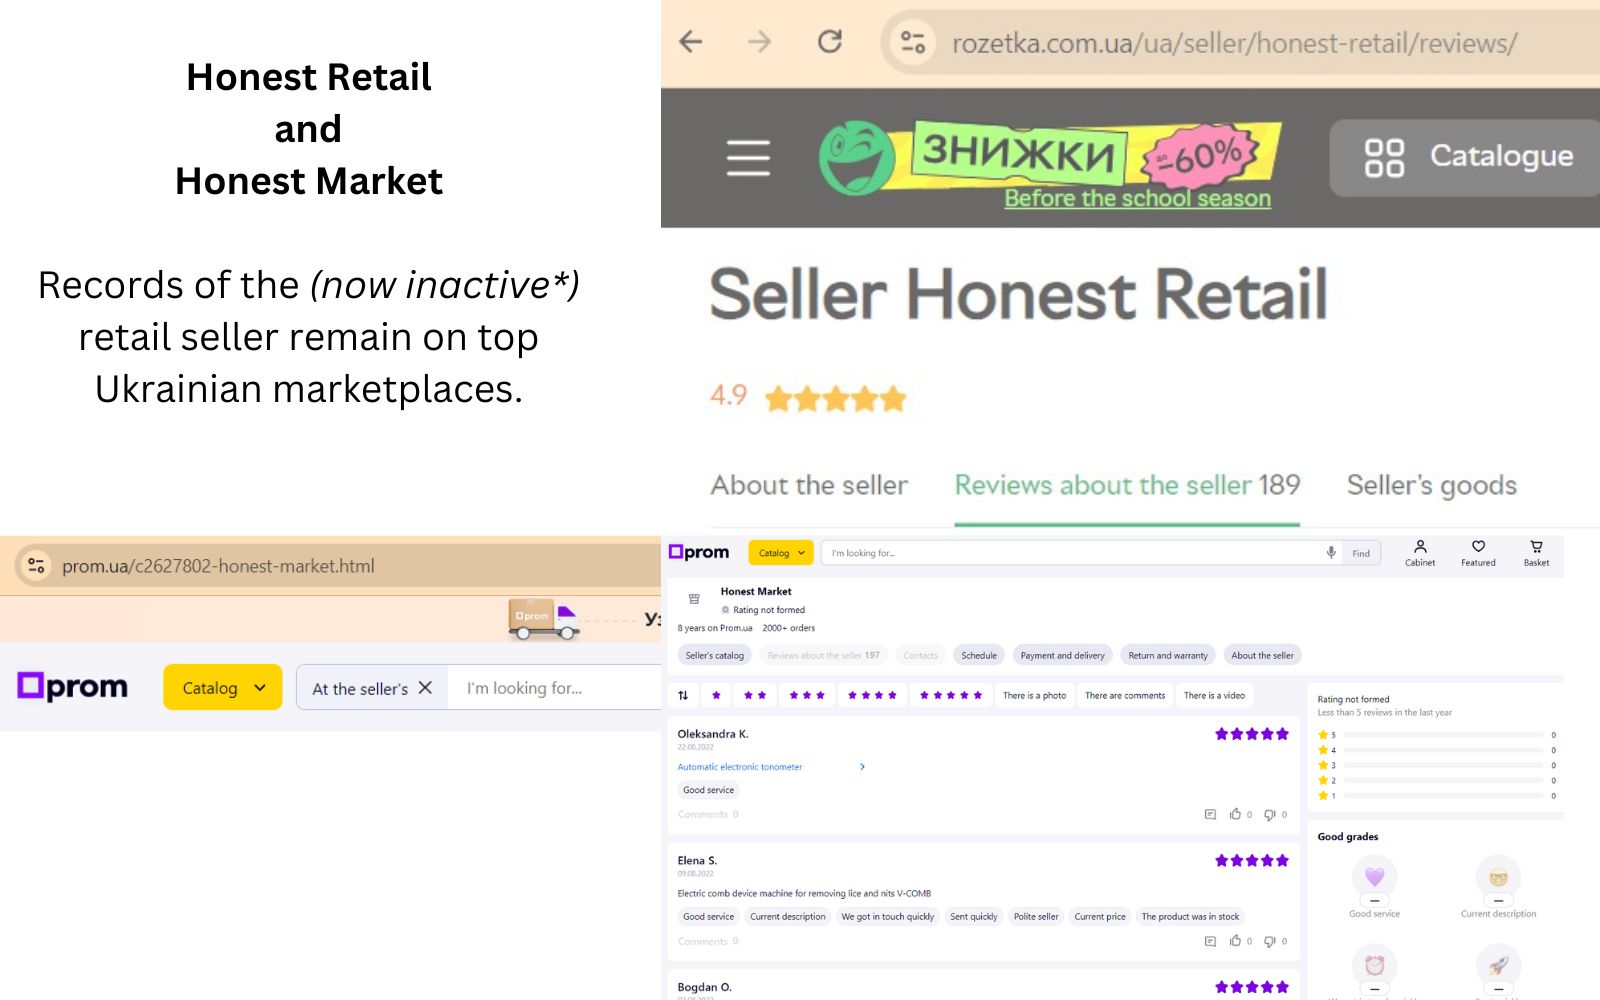 Honest Retail
and
Honest Market
Records of the (now inactive*)
retail seller remain on top
Ukrainian marketplaces.
rozetka.com.ua/ua/seller/honest-retail/reviews/
ЗНИЖКИ
до -60%
Before the school season
Catalogue
Seller Honest Retail
4.9
About the seller Reviews about the seller 189 Seller's goods
prom.ua/c2627802-honest-market.html
prom
prom Catalog At the seller's I'm looking for...
prom Catalog I'm looking for... Find Cabinet Featured Basket
Honest Market
Rating not formed
8 years on Prom.ua 2000+ orders
Seller's catalog Reviews about the seller 197 Contacts Schedule Payment and delivery Return and warranty About the seller
There is a photo There are comments There is a video
Oleksandra K.
22.08.2022
Automatic electronic tonometer
Good service
Comments 0
0 0
Elena S.
09.08.2022
Electric comb device machine for removing lice and nits V-COMB
Good service Current description We got in touch quickly Sent quickly Polite seller Current price The product was in stock
Comments 0
0 0
Bogdan O.
Rating not formed
Less than 5 reviews in the last year
5 0
4 0
3 0
2 0
1 0
Good grades
Good service Current description